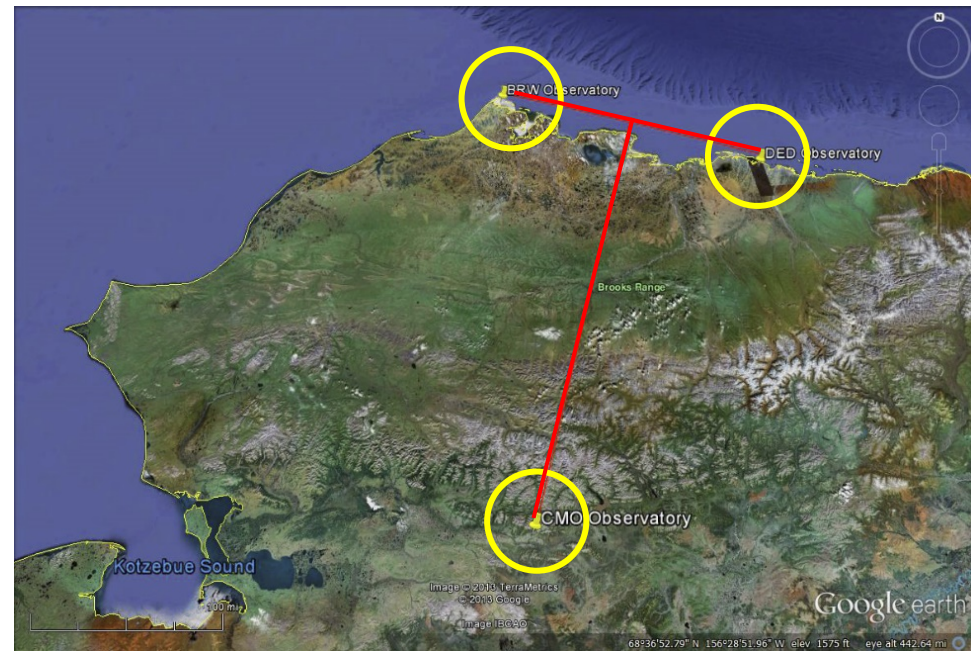 N
BRW Observatory
DED Observatory
Brooks Range
CMO Observatory
Kotzebue Sound
Image © 2013 TerraMetrics
© 2013 Google
Image IBCAO
100 mi
Google earth
68°36'52.79" N 156°28'51.96" W elev 1575 ft eye alt 442.64 mi